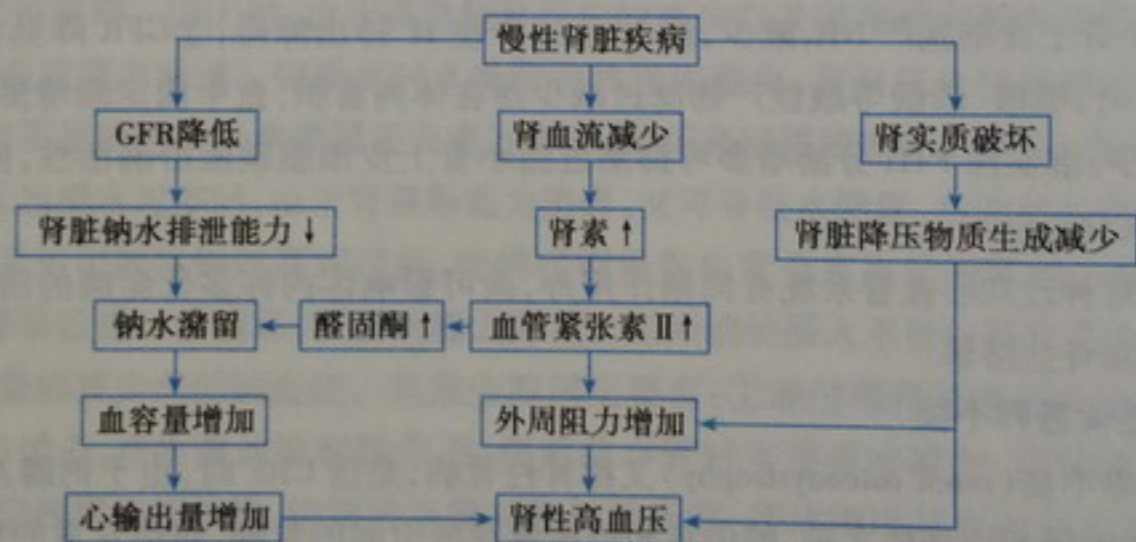 慢性肾脏疾病
GFR降低
肾血流减少
肾实质破坏
肾脏钠水排泄能力↓
肾素↑
肾脏降压物质生成减少
钠水潴留
醛固酮↑
血管紧张素Ⅱ↑
血容量增加
外周阻力增加
心输出量增加
肾性高血压